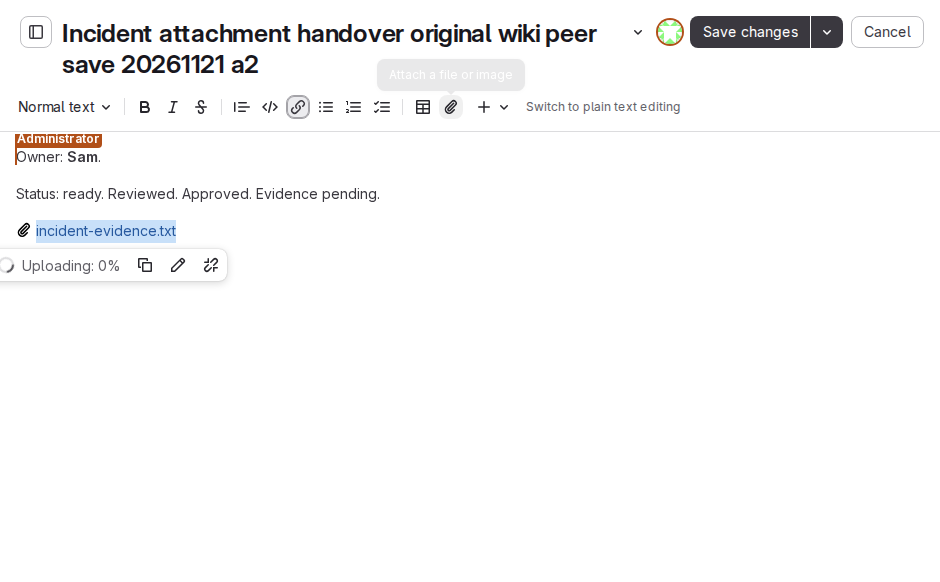 Incident attachment handover original wiki peer
save 20261121 a2
Save changes
Cancel
Attach a file or image
Normal text
B
I
S
Switch to plain text editing
Administrator
Owner: Sam.
Status: ready. Reviewed. Approved. Evidence pending.
incident-evidence.txt
Uploading: 0%